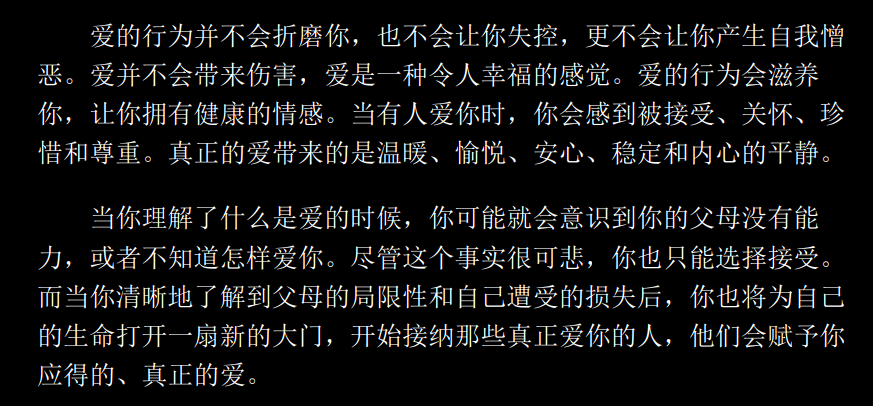 爱的行为并不会折磨你，也不会让你失控，更不会让你产生自我憎
恶。爱并不会带来伤害，爱是一种令人幸福的感觉。爱的行为会滋养
你，让你拥有健康的情感。当有人爱你时，你会感到被接受、关怀、珍
惜和尊重。真正的爱带来的是温暖、愉悦、安心、稳定和内心的平静。
当你理解了什么是爱的时候，你可能就会意识到你的父母没有能
力，或者不知道怎样爱你。尽管这个事实很可悲，你也只能选择接受。
而当你清晰地了解到父母的局限性和自己遭受的损失后，你也将为自己
的生命打开一扇新的大门，开始接纳那些真正爱你的人，他们会赋予你
应得的、真正的爱。